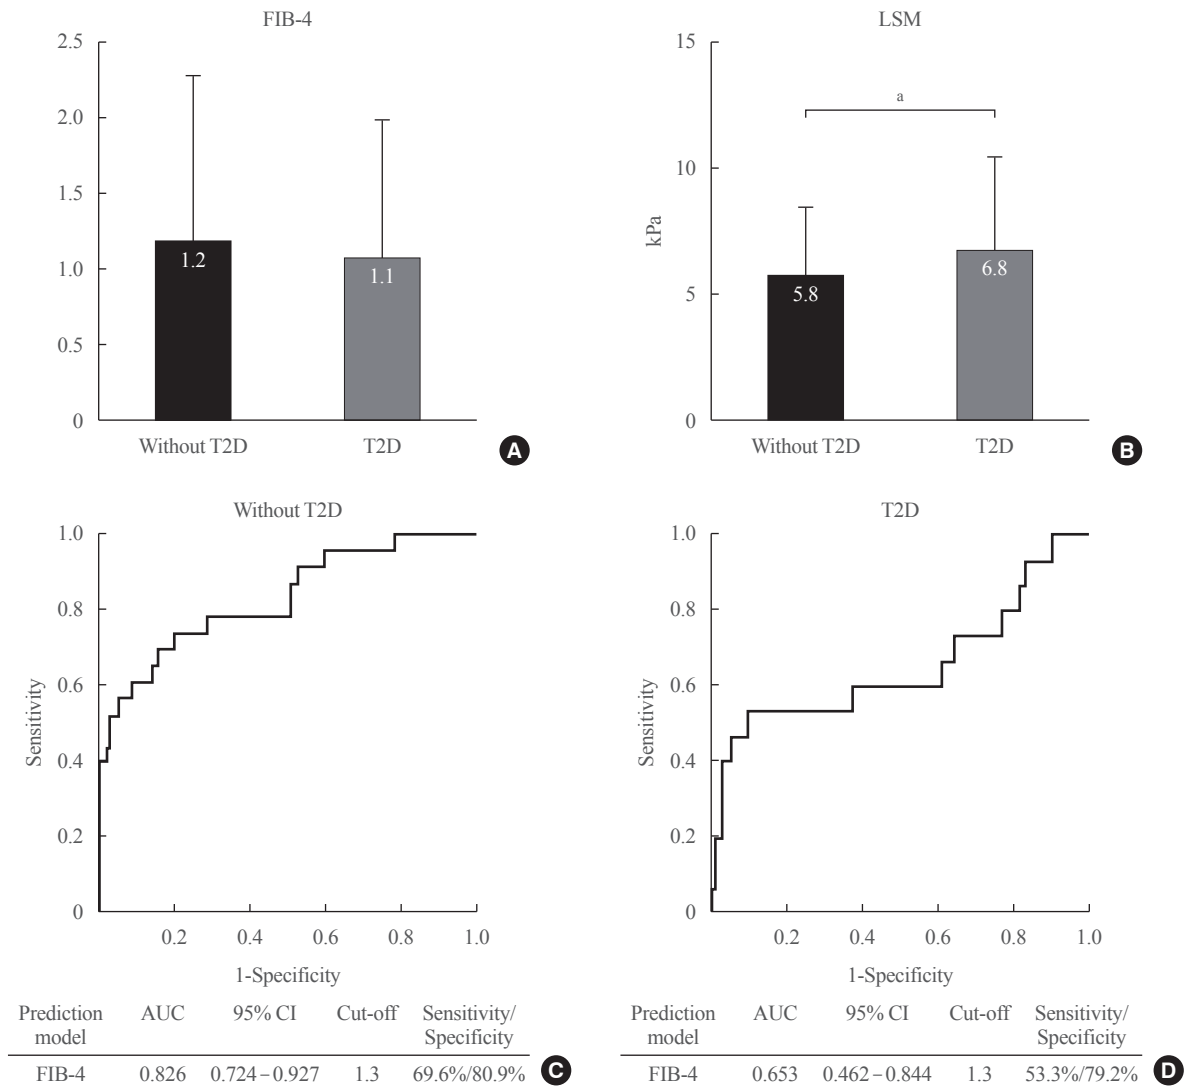 FIB-4
2.5
2.0
1.5
1.0
0.5
0
1.2
1.1
Without T2D T2D
A
LSM
15
10
5
0
kPa
a
5.8
6.8
Without T2D T2D
B
Without T2D
1.0
0.8
0.6
0.4
0.2
0
Sensitivity
0.2 0.4 0.6 0.8 1.0
1-Specificity
Prediction model AUC 95% CI Cut-off Sensitivity/ Specificity
FIB-4 0.826 0.724–0.927 1.3 69.6%/80.9%
C
T2D
1.0
0.8
0.6
0.4
0.2
0
Sensitivity
0.2 0.4 0.6 0.8 1.0
1-Specificity
Prediction model AUC 95% CI Cut-off Sensitivity/ Specificity
FIB-4 0.653 0.462–0.844 1.3 53.3%/79.2%
D